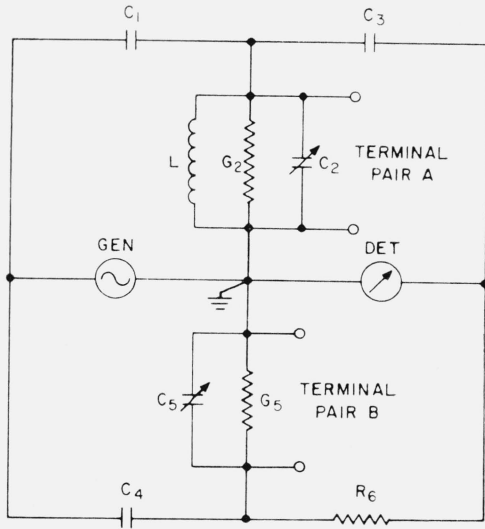 C1
C3
L
G2
C2
TERMINAL
PAIR A
GEN
DET
C5
G5
TERMINAL
PAIR B
C4
R6